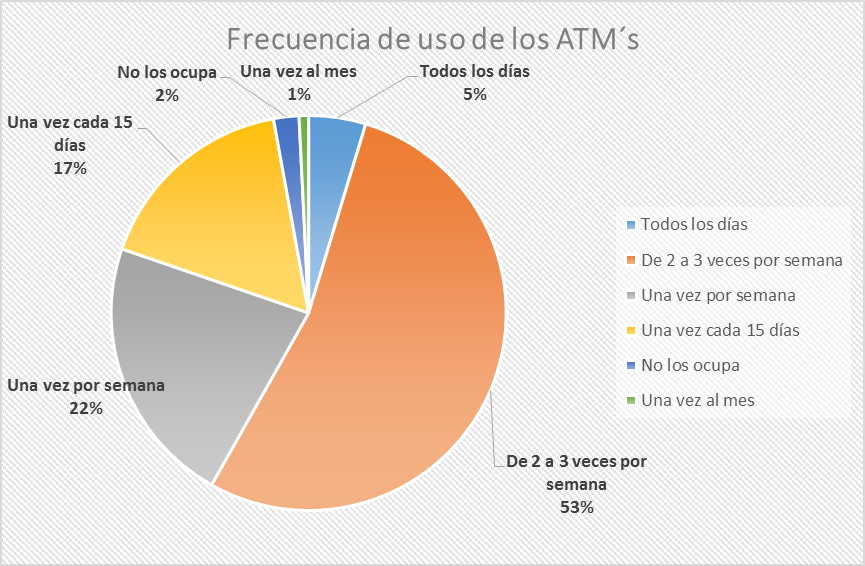 Frecuencia de uso de los ATM´s
No los ocupa
2%
Una vez al mes
1%
Todos los días
5%
Una vez cada 15
días
17%
Una vez por semana
22%
De 2 a 3 veces por
semana
53%
Todos los días
De 2 a 3 veces por semana
Una vez por semana
Una vez cada 15 días
No los ocupa
Una vez al mes